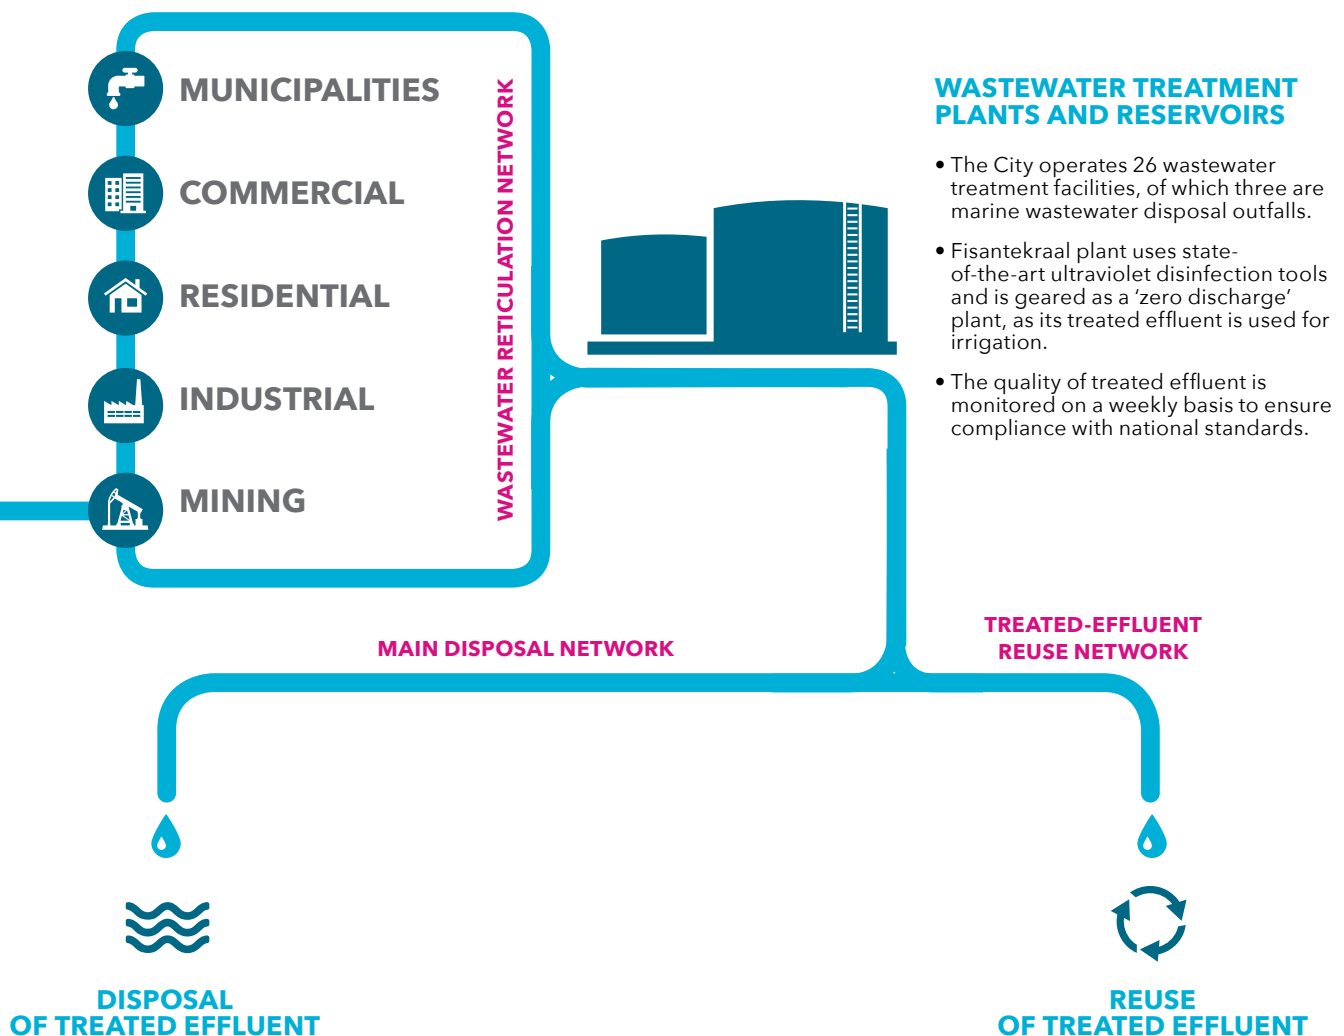 MUNICIPALITIES
COMMERCIAL
RESIDENTIAL
INDUSTRIAL
MINING
WASTEWATER RETICULATION NETWORK
WASTEWATER TREATMENT
PLANTS AND RESERVOIRS
• The City operates 26 wastewater
treatment facilities, of which three are
marine wastewater disposal outfalls.
• Fisantekraal plant uses state-
of-the-art ultraviolet disinfection tools
and is geared as a ‘zero discharge’
plant, as its treated effluent is used for
irrigation.
• The quality of treated effluent is
monitored on a weekly basis to ensure
compliance with national standards.
MAIN DISPOSAL NETWORK
TREATED-EFFLUENT
REUSE NETWORK
DISPOSAL
OF TREATED EFFLUENT
REUSE
OF TREATED EFFLUENT